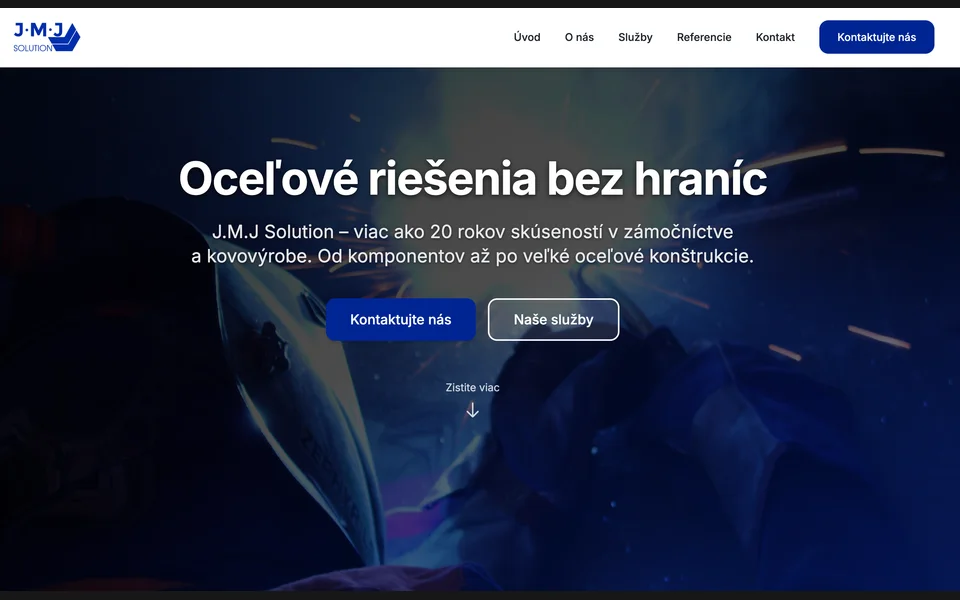 J·M·J
SOLUTION
Úvod
O nás
Služby
Referencie
Kontakt
Kontaktujte nás
Oceľové riešenia bez hraníc
J.M.J Solution – viac ako 20 rokov skúseností v zámočníctve
a kovovýrobe. Od komponentov až po veľké oceľové konštrukcie.
Kontaktujte nás
Naše služby
Zistite viac